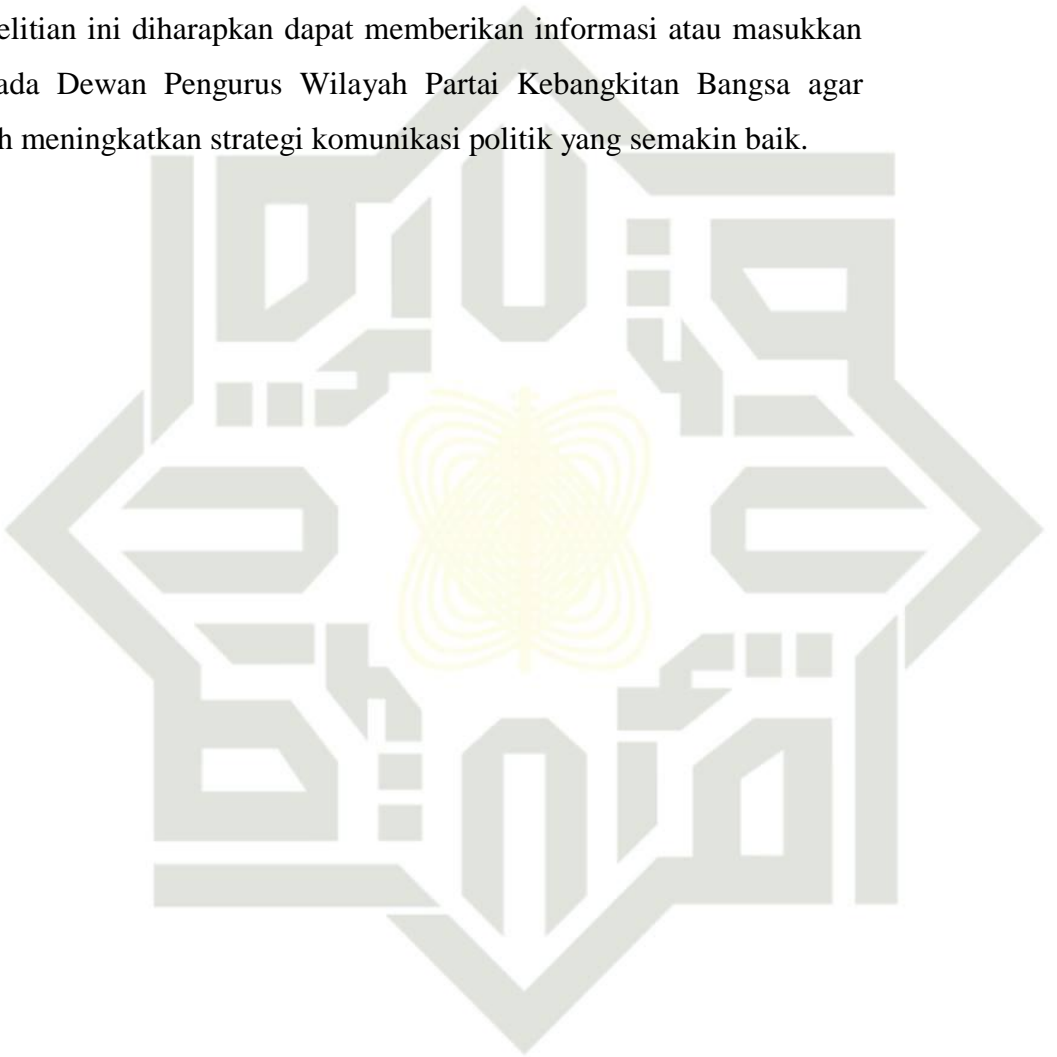 elitian ini diharapkan dapat memberikan informasi atau masukkan
ada Dewan Pengurus Wilayah Partai Kebangkitan Bangsa agar
h meningkatkan strategi komunikasi politik yang semakin baik.